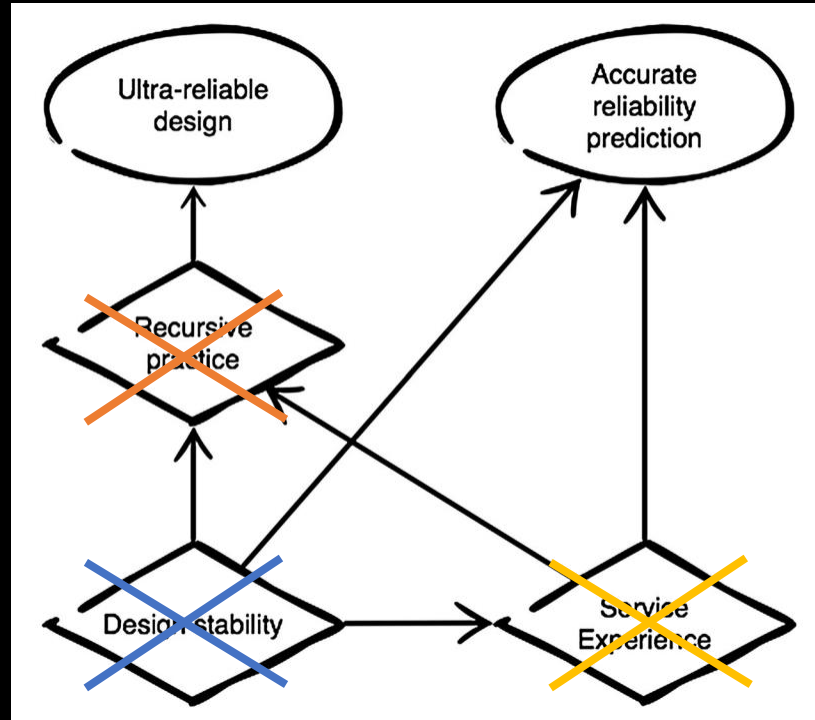 Ultra-reliable
design
Accurate
reliability
prediction
Recursive
practice
Design stability
Service
Experience